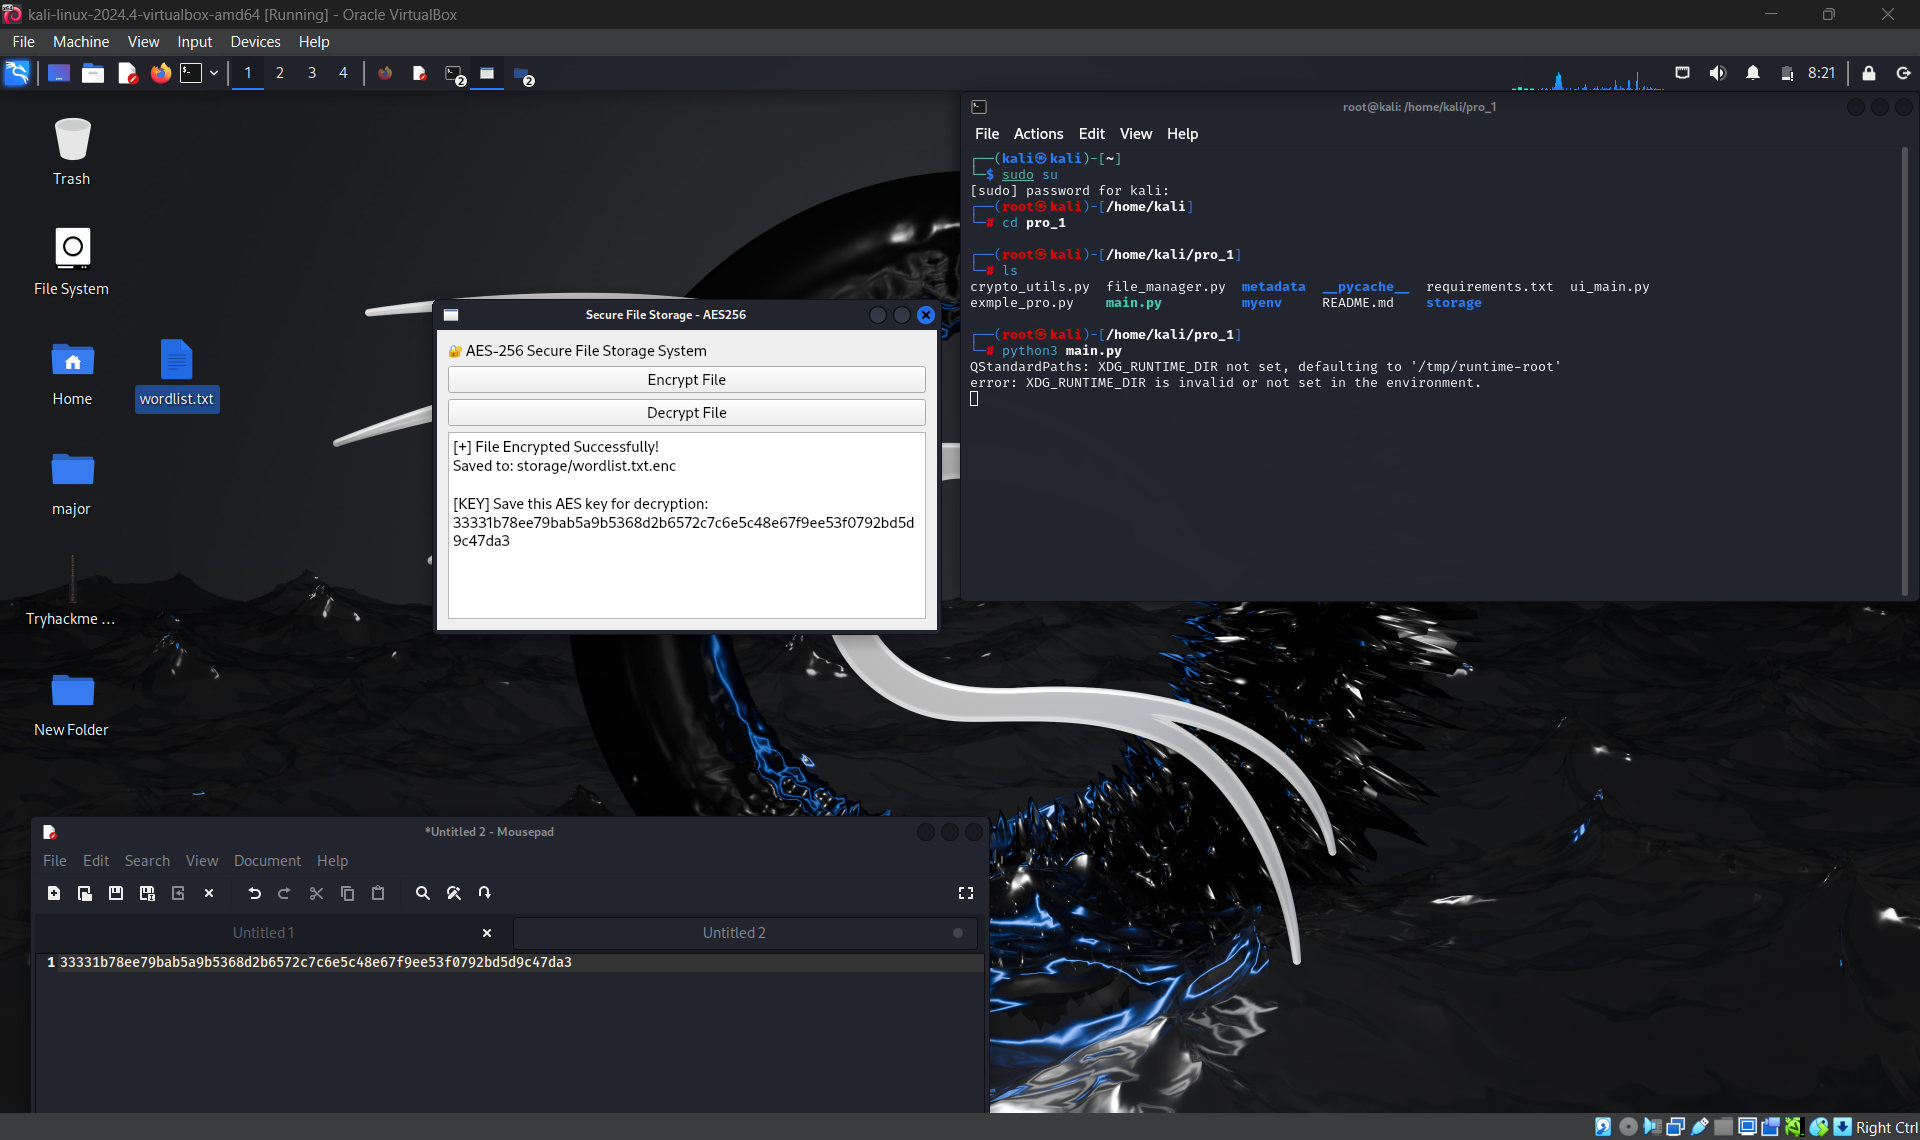 kali-linux-2024.4-virtualbox-amd64 [Running] - Oracle VirtualBox
File Machine View Input Devices Help
1 2 3 4 2 2 8:21
Trash
File System
Home
wordlist.txt
major
Tryhackme ...
New Folder
root@kali: /home/kali/pro_1
File Actions Edit View Help
┌──(kali㉿kali)-[~]
└─$ sudo su
[sudo] password for kali:
┌──(root㉿kali)-[/home/kali]
└─# cd pro_1
┌──(root㉿kali)-[/home/kali/pro_1]
└─# ls
crypto_utils.py file_manager.py metadata __pycache__ requirements.txt ui_main.py
exmple_pro.py main.py myenv README.md storage
┌──(root㉿kali)-[/home/kali/pro_1]
└─# python3 main.py
QStandardPaths: XDG_RUNTIME_DIR not set, defaulting to '/tmp/runtime-root'
error: XDG_RUNTIME_DIR is invalid or not set in the environment.
Secure File Storage - AES256
🔐 AES-256 Secure File Storage System
Encrypt File
Decrypt File
[+] File Encrypted Successfully!
Saved to: storage/wordlist.txt.enc
[KEY] Save this AES key for decryption:
33331b78ee79bab5a9b5368d2b6572c7c6e5c48e67f9ee53f0792bd5d
9c47da3
*Untitled 2 - Mousepad
File Edit Search View Document Help
Untitled 1
Untitled 2
1 33331b78ee79bab5a9b5368d2b6572c7c6e5c48e67f9ee53f0792bd5d9c47da3
Right Ctrl